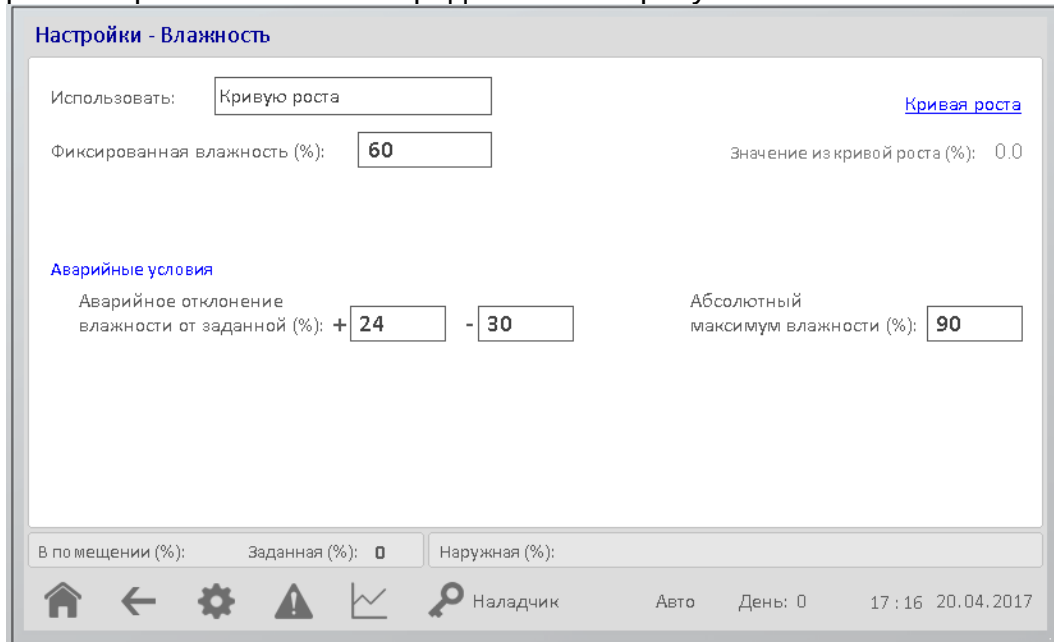 Настройки - Влажность
Использовать: Кривую роста
Кривая роста
Фиксированная влажность (%): 60
Значение из кривой роста (%): 0.0
Аварийные условия
Аварийное отклонение
влажности от заданной (%): + 24 - 30
Абсолютный
максимум влажности (%): 90
В помещении (%): Заданная (%): 0 Наружная (%):
Наладчик Авто День: 0 17 : 16 20.04.2017